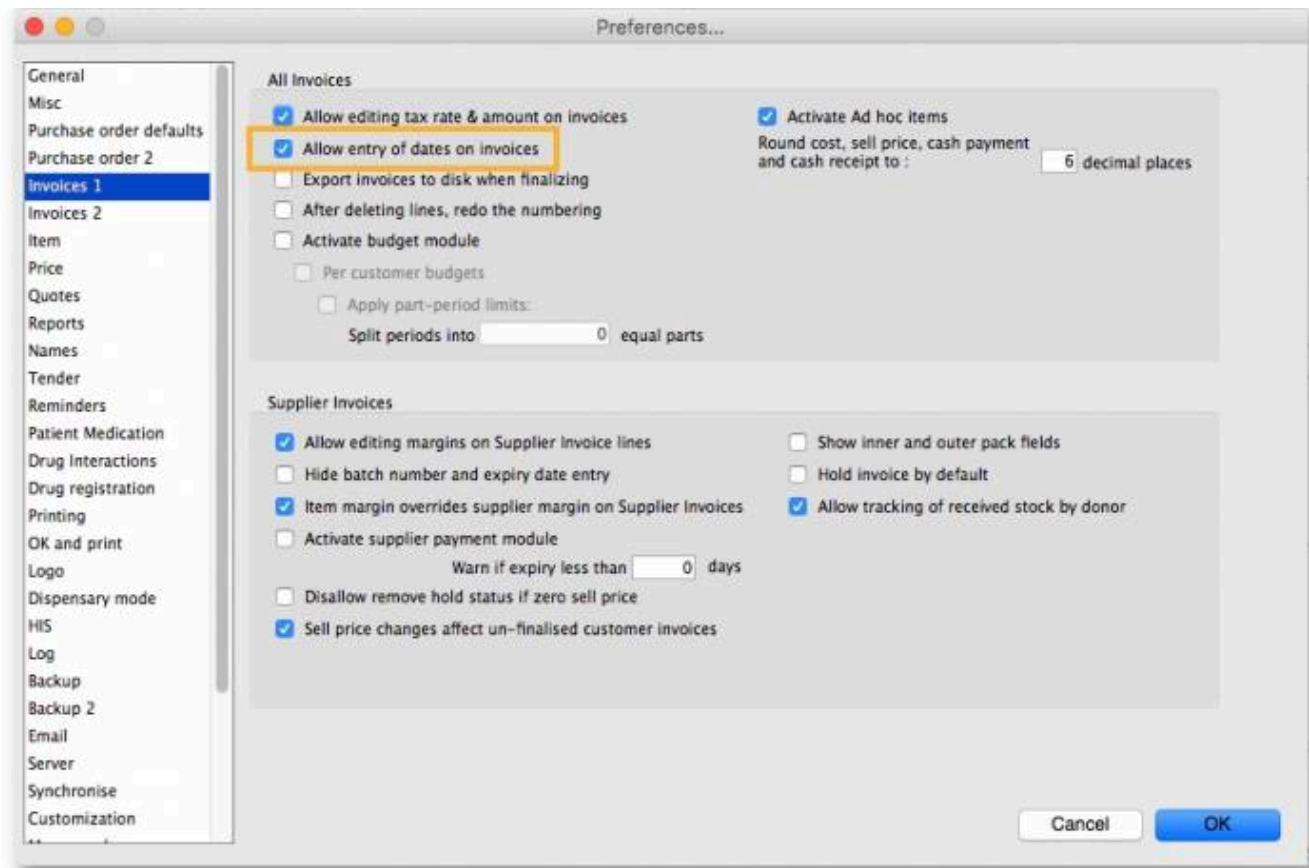 Preferences...
General
Misc
Purchase order defaults
Purchase order 2
Invoices 1
Invoices 2
Item
Price
Quotes
Reports
Names
Tender
Reminders
Patient Medication
Drug Interactions
Drug registration
Printing
OK and print
Logo
Dispensary mode
HIS
Log
Backup
Backup 2
Email
Server
Synchronise
Customization
All Invoices
Allow editing tax rate & amount on invoices
Allow entry of dates on invoices
Export invoices to disk when finalizing
After deleting lines, redo the numbering
Activate budget module
Per customer budgets
Apply part-period limits:
Split periods into 0 equal parts
Activate Ad hoc items
Round cost, sell price, cash payment
and cash receipt to : 6 decimal places
Supplier Invoices
Allow editing margins on Supplier Invoice lines
Hide batch number and expiry date entry
Item margin overrides supplier margin on Supplier Invoices
Activate supplier payment module
Warn if expiry less than 0 days
Disallow remove hold status if zero sell price
Sell price changes affect un-finalised customer invoices
Show inner and outer pack fields
Hold invoice by default
Allow tracking of received stock by donor
Cancel
OK